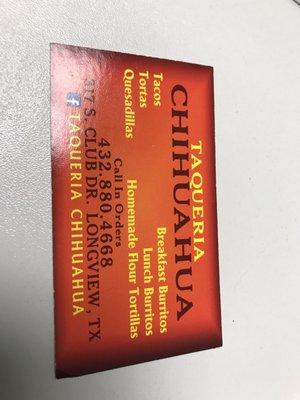 TAQUERIA
CHIHUAHUA
Tacos
Tortas
Quesadillas
Breakfast Burritos
Lunch Burritos
Homemade Flour Tortillas
Call In Orders
432.880.4668
317 S. CLUB DR. LONGVIEW, TX
f TAQUERIA CHIHUAHUA